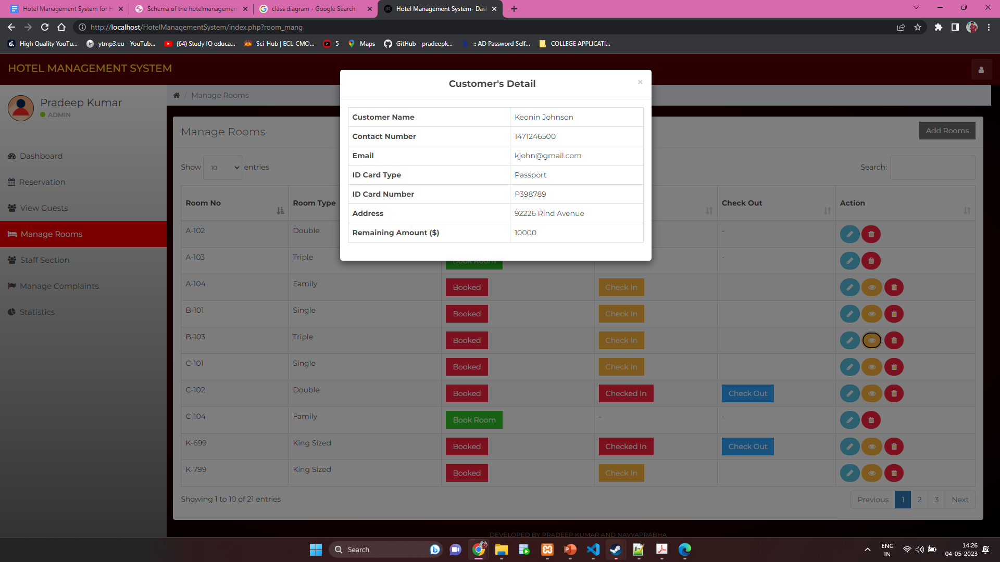 Hotel Management System for H
Schema of the hotelmanagement
class diagram - Google Search
Hotel Management System- Das
http://localhost/HotelManagementSystem/index.php?room_mang
High Quality YouTu...
ytmp3.eu - YouTub...
(64) Study IQ educa...
Sci-Hub | ECL-CMO...
5
Maps
GitHub - pradeepk...
:: AD Password Self...
COLLEGE APPLICATI...
HOTEL MANAGEMENT SYSTEM
Pradeep Kumar
ADMIN
Dashboard
Reservation
View Guests
Manage Rooms
Staff Section
Manage Complaints
Statistics
/ Manage Rooms
Manage Rooms
Add Rooms
Show 10 entries
Search:
Customer's Detail ×
Customer Name Keonin Johnson
Contact Number 1471246500
Email kjohn@gmail.com
ID Card Type Passport
ID Card Number P398789
Address 92226 Rind Avenue
Remaining Amount ($) 10000
Room No Room Type Check Out Action
A-102 Double -
A-103 Triple Book Room -
A-104 Family Booked Check In
B-101 Single Booked Check In
B-103 Triple Booked Check In
C-101 Single Booked Check In
C-102 Double Booked Checked In Check Out
C-104 Family Book Room - -
K-699 King Sized Booked Checked In Check Out
K-799 King Sized Booked Check In
Showing 1 to 10 of 21 entries
Previous 1 2 3 Next
DEVELOPED BY PRADEEP KUMAR AND NAVYAPRABHA
Search
ENG
IN
14:26
04-05-2023